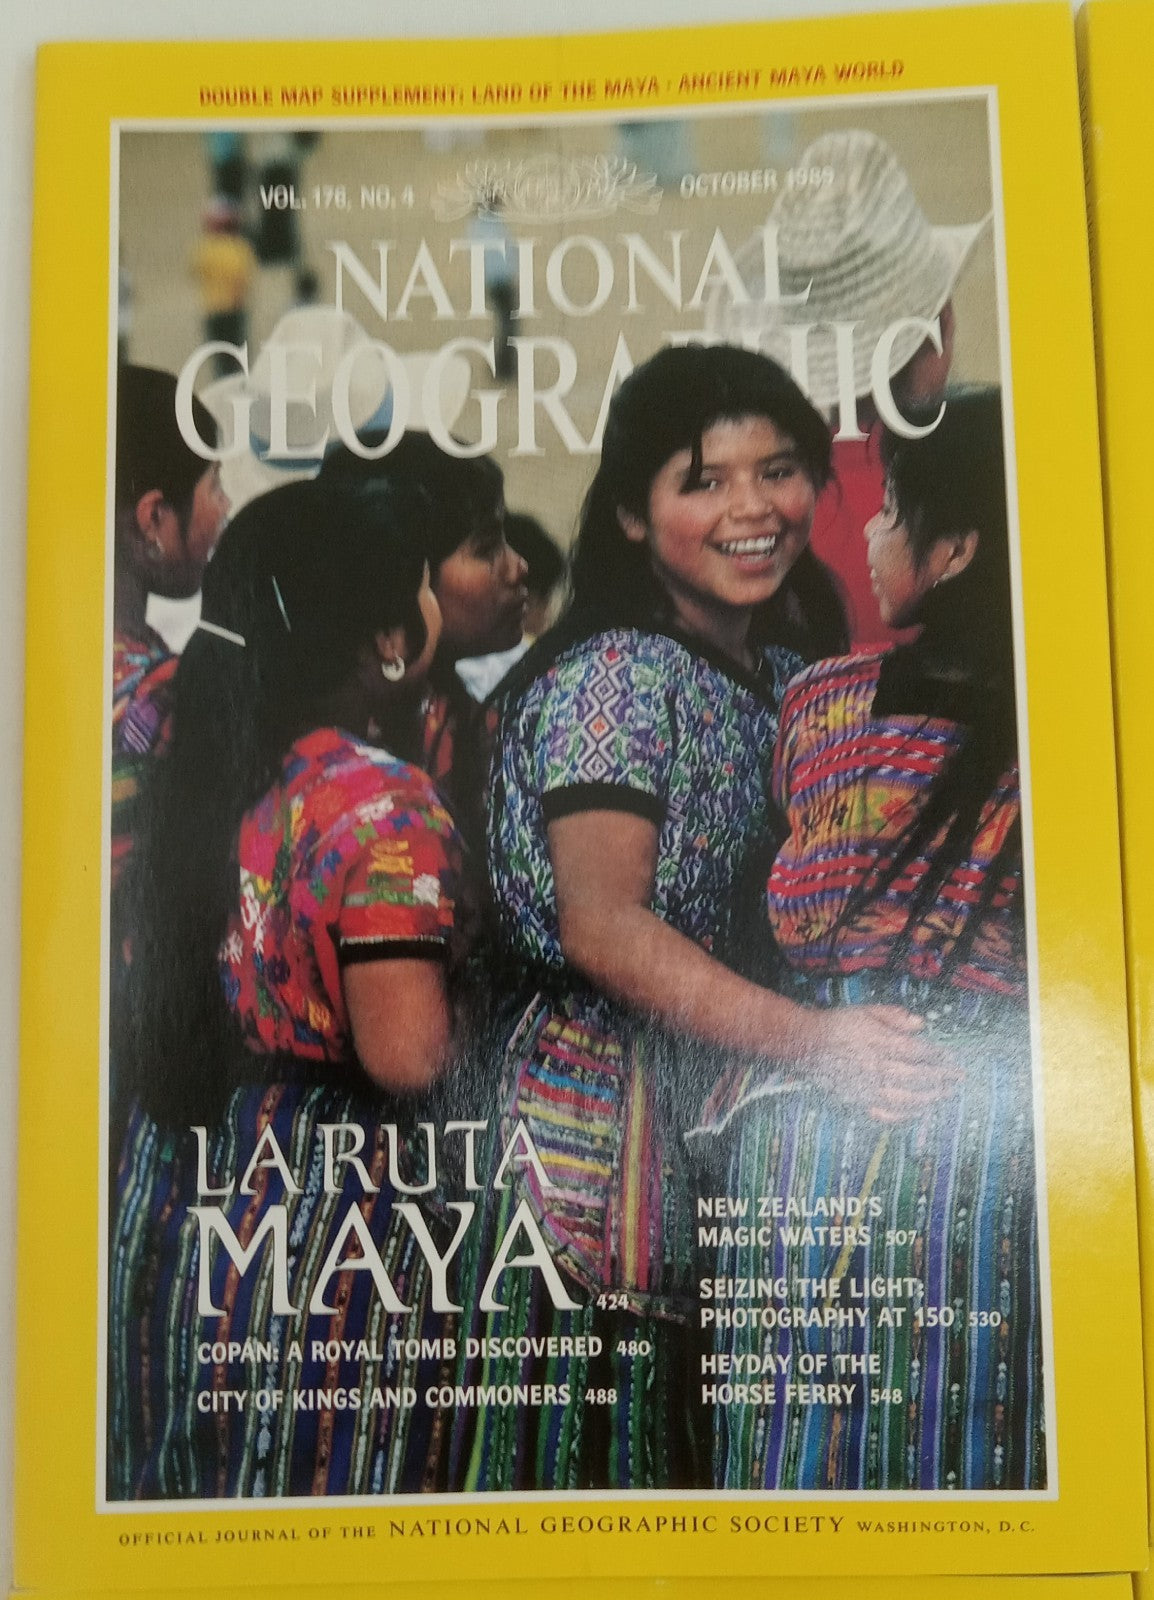 DOUBLE MAP SUPPLEMENT: LAND OF THE MAYA · ANCIENT MAYA WORLD
VOL. 176, NO. 4
OCTOBER 1989
NATIONAL
GEOGRAPHIC
LA RUTA
MAYA 424
COPÁN: A ROYAL TOMB DISCOVERED 480
CITY OF KINGS AND COMMONERS 488
NEW ZEALAND'S
MAGIC WATERS 507
SEIZING THE LIGHT:
PHOTOGRAPHY AT 150 530
HEYDAY OF THE
HORSE FERRY 548
OFFICIAL JOURNAL OF THE NATIONAL GEOGRAPHIC SOCIETY WASHINGTON, D.C.